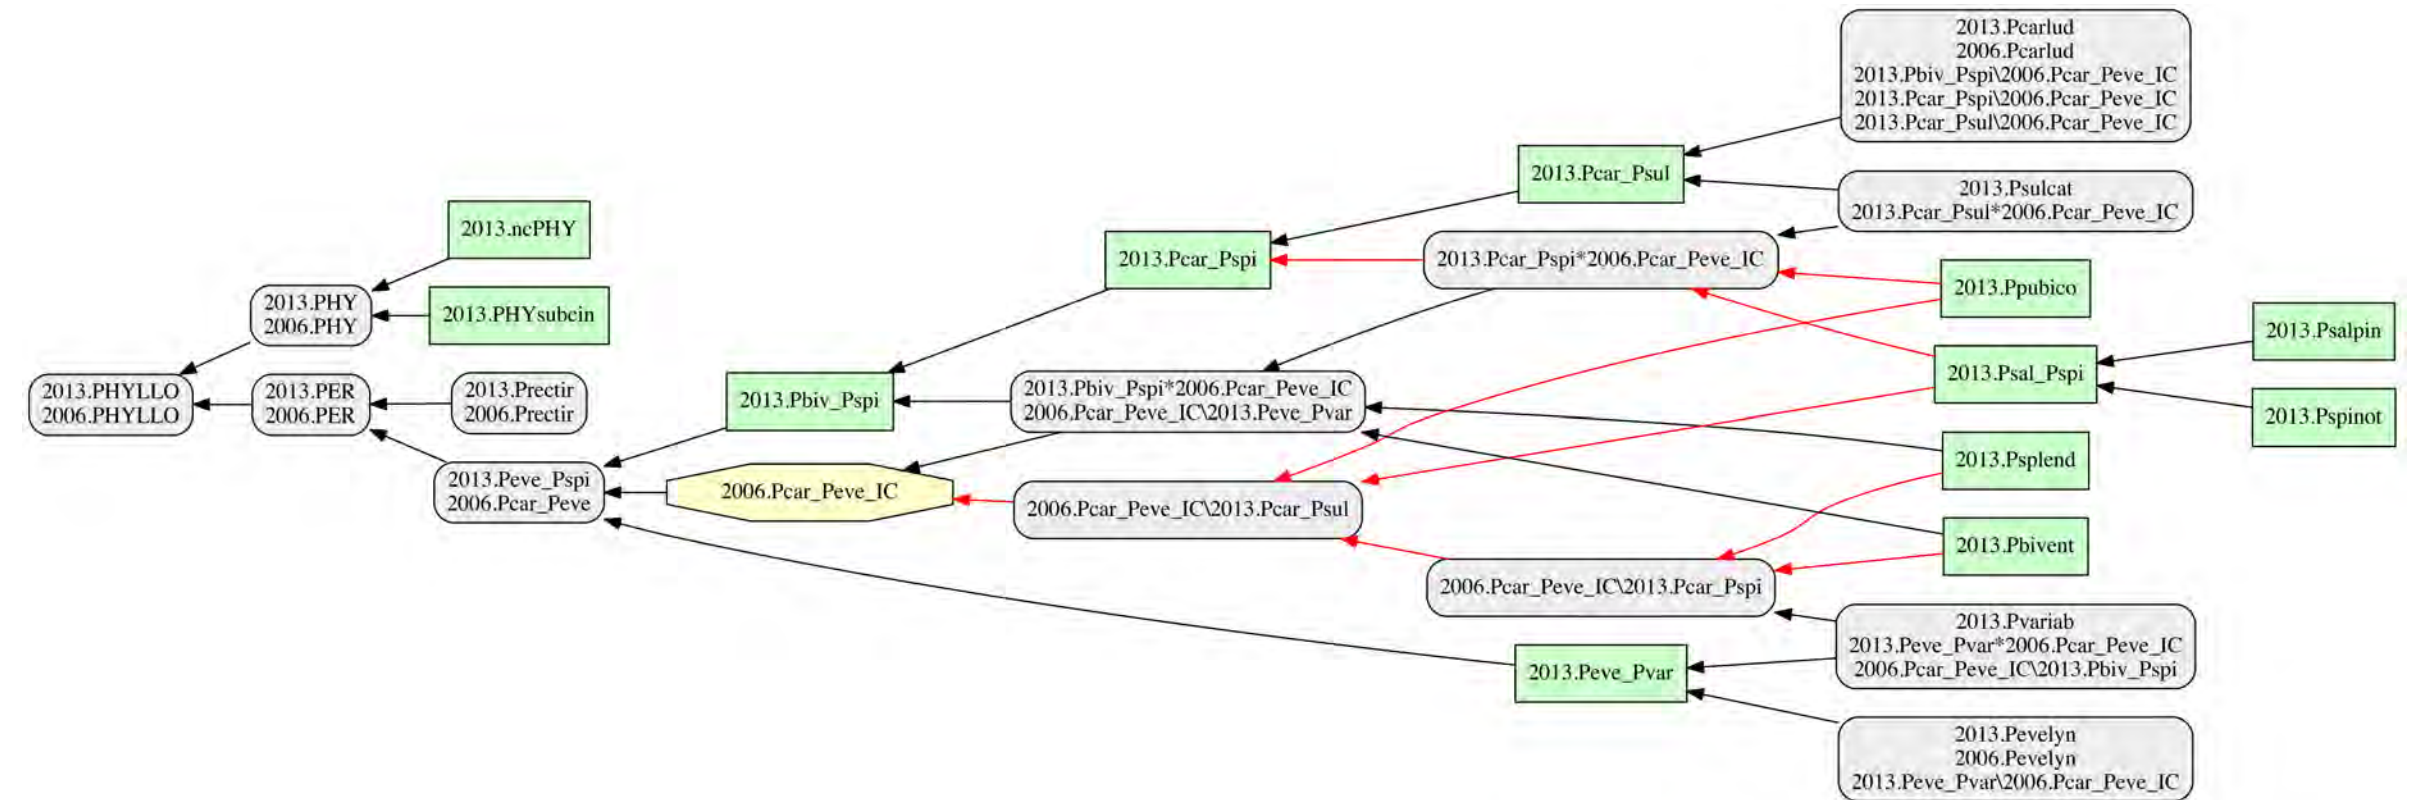 2013.PHYLLO
2006.PHYLLO
2013.PHY
2006.PHY
2013.PER
2006.PER
2013.ncPHY
2013.PHYsubcin
2013.Prectir
2006.Prectir
2013.Peve_Pspi
2006.Pcar_Peve
2013.Pbiv_Pspi
2006.Pcar_Peve_IC
2013.Pcar_Pspi
2013.Pbiv_Pspi*2006.Pcar_Peve_IC
2006.Pcar_Peve_IC\2013.Peve_Pvar
2006.Pcar_Peve_IC\2013.Pcar_Psul
2013.Pcar_Psul
2013.Pcar_Pspi*2006.Pcar_Peve_IC
2006.Pcar_Peve_IC\2013.Pcar_Pspi
2013.Peve_Pvar
2013.Pcarlud
2006.Pcarlud
2013.Pbiv_Pspi\2006.Pcar_Peve_IC
2013.Pcar_Pspi\2006.Pcar_Peve_IC
2013.Pcar_Psul\2006.Pcar_Peve_IC
2013.Psulcat
2013.Pcar_Psul*2006.Pcar_Peve_IC
2013.Ppubico
2013.Psal_Pspi
2013.Psplend
2013.Pbivent
2013.Pvariab
2013.Peve_Pvar*2006.Pcar_Peve_IC
2006.Pcar_Peve_IC\2013.Pbiv_Pspi
2013.Pevelyn
2006.Pevelyn
2013.Peve_Pvar\2006.Pcar_Peve_IC
2013.Psalpin
2013.Pspinot